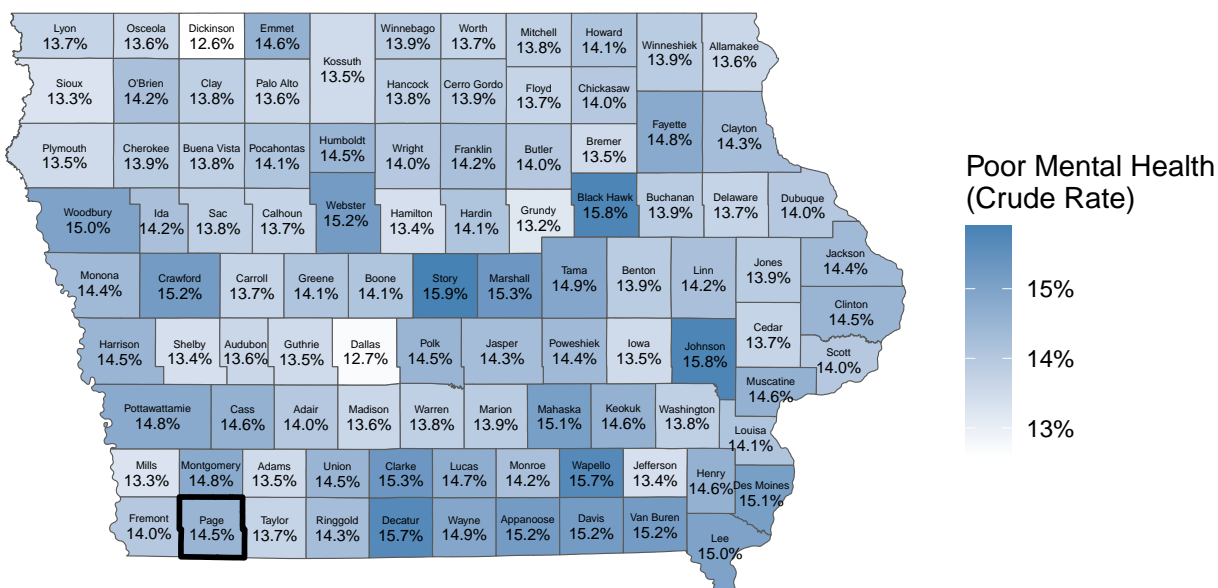 Lyon
13.7%
Osceola
13.6%
Dickinson
12.6%
Emmet
14.6%
Kossuth
13.5%
Winnebago
13.9%
Worth
13.7%
Mitchell
13.8%
Howard
14.1%
Winneshiek
13.9%
Allamakee
13.6%
Sioux
13.3%
O'Brien
14.2%
Clay
13.8%
Palo Alto
13.6%
Hancock
13.8%
Cerro Gordo
13.9%
Floyd
13.7%
Chickasaw
14.0%
Plymouth
13.5%
Cherokee
13.9%
Buena Vista
13.8%
Pocahontas
14.1%
Humboldt
14.5%
Wright
14.0%
Franklin
14.2%
Butler
14.0%
Bremer
13.5%
Fayette
14.8%
Clayton
14.3%
Woodbury
15.0%
Ida
14.2%
Sac
13.8%
Calhoun
13.7%
Webster
15.2%
Hamilton
13.4%
Hardin
14.1%
Grundy
13.2%
Black Hawk
15.8%
Buchanan
13.9%
Delaware
13.7%
Dubuque
14.0%
Monona
14.4%
Crawford
15.2%
Carroll
13.7%
Greene
14.1%
Boone
14.1%
Story
15.9%
Marshall
15.3%
Tama
14.9%
Benton
13.9%
Linn
14.2%
Jones
13.9%
Jackson
14.4%
Clinton
14.5%
Harrison
14.5%
Shelby
13.4%
Audubon
13.6%
Guthrie
13.5%
Dallas
12.7%
Polk
14.5%
Jasper
14.3%
Poweshiek
14.4%
Iowa
13.5%
Johnson
15.8%
Cedar
13.7%
Scott
14.0%
Muscatine
14.6%
Pottawattamie
14.8%
Cass
14.6%
Adair
14.0%
Madison
13.6%
Warren
13.8%
Marion
13.9%
Mahaska
15.1%
Keokuk
14.6%
Washington
13.8%
Louisa
14.1%
Mills
13.3%
Montgomery
14.8%
Adams
13.5%
Union
14.5%
Clarke
15.3%
Lucas
14.7%
Monroe
14.2%
Wapello
15.7%
Jefferson
13.4%
Henry
14.6%
Des Moines
15.1%
Fremont
14.0%
Page
14.5%
Taylor
13.7%
Ringgold
14.3%
Decatur
15.7%
Wayne
14.9%
Appanoose
15.2%
Davis
15.2%
Van Buren
15.2%
Lee
15.0%
Poor Mental Health
(Crude Rate)
15%
14%
13%